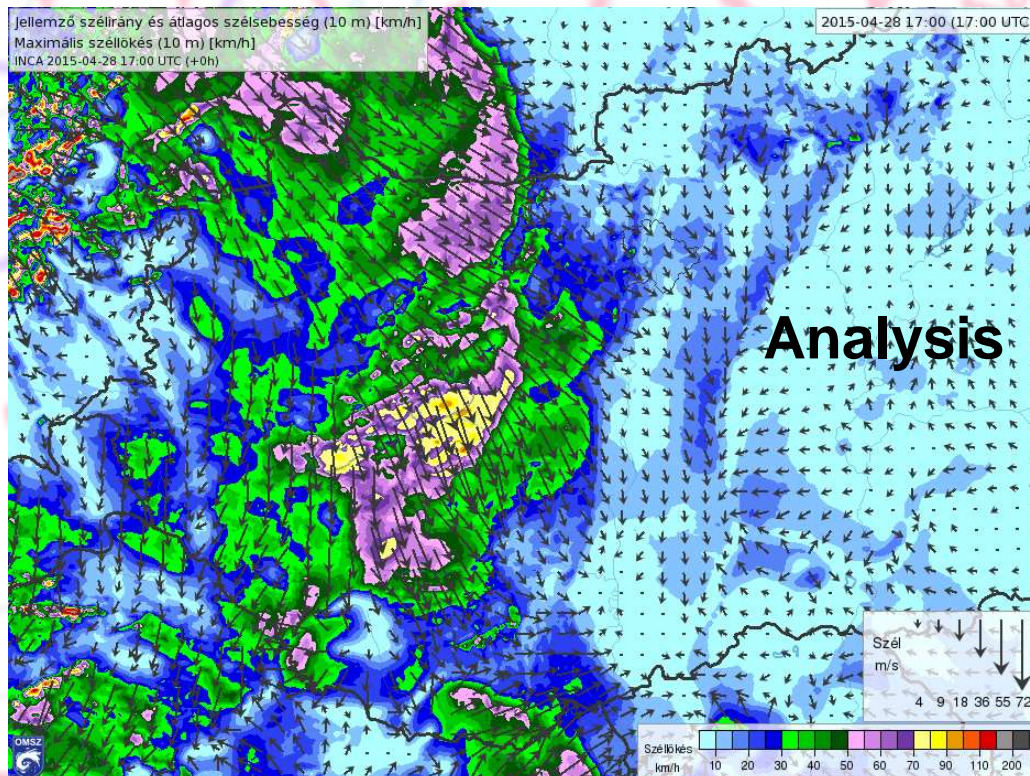 Jellemző szélirány és átlagos szélsebesség (10 m) [km/h]
Maximális széllökés (10 m) [km/h]
INCA 2015-04-28 17:00 UTC (+0h)
2015-04-28 17:00 (17:00 UTC
Analysis
Szél
m/s
4 9 18 36 55 72
OMSZ
Széllökés
km/h
10 20 30 40 50 60 70 90 110 200